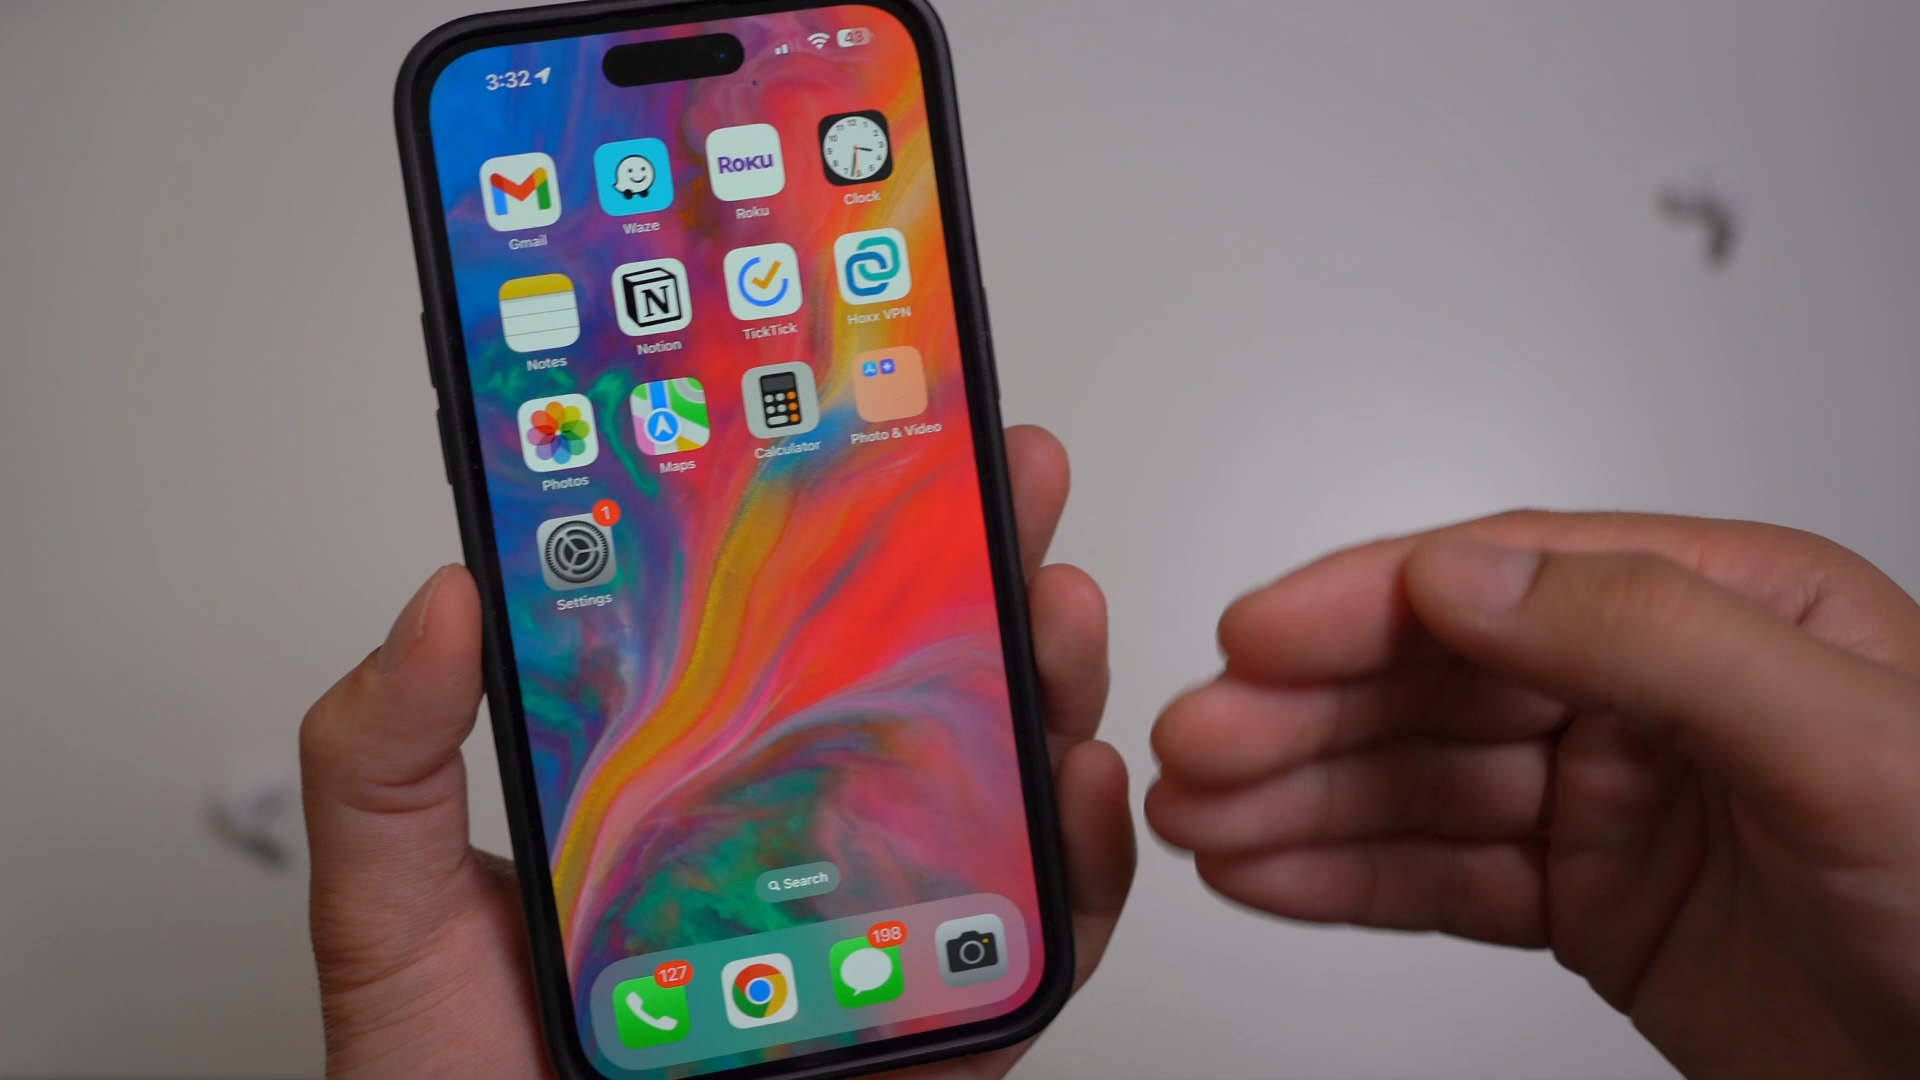 3:32
43
Roku
Gmail
Waze
Roku
Clock
N
Notes
Notion
TickTick
Hoxx VPN
Photos
Maps
Calculator
Photo & Video
1
Settings
Search
127
198